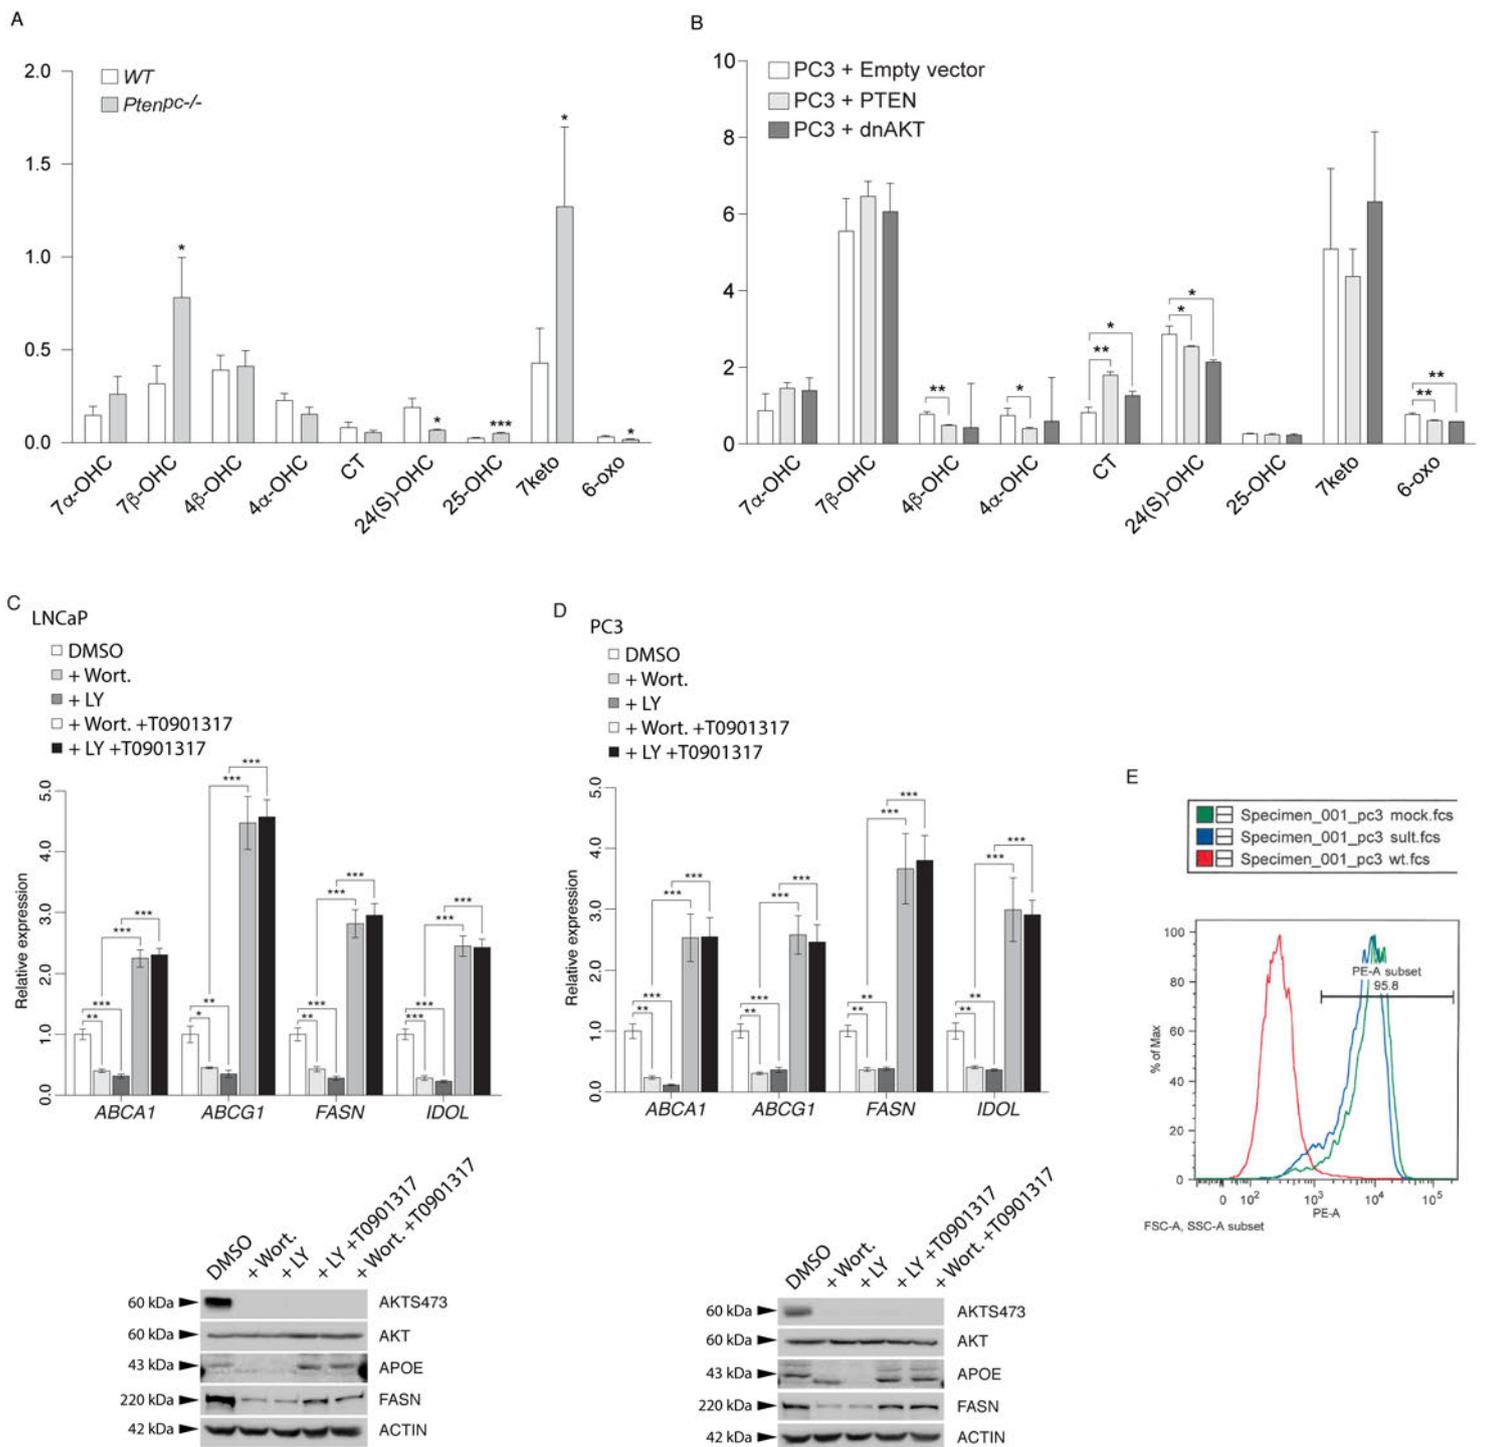 A
2.0
1.5
1.0
0.5
0.0
WT
Ptenpc-/-
*
*
*
***
*
7α-OHC
7β-OHC
4β-OHC
4α-OHC
CT
24(S)-OHC
25-OHC
7keto
6-oxo
B
10
8
6
4
2
0
PC3 + Empty vector
PC3 + PTEN
PC3 + dnAKT
**
*
**
*
*
*
**
**
7α-OHC
7β-OHC
4β-OHC
4α-OHC
CT
24(S)-OHC
25-OHC
7keto
6-oxo
C
LNCaP
DMSO
+ Wort.
+ LY
+ Wort. +T0901317
+ LY +T0901317
Relative expression
5.0
4.0
3.0
2.0
1.0
0.0
**
***
***
***
*
**
***
***
**
***
***
***
***
***
***
***
ABCA1
ABCG1
FASN
IDOL
DMSO
+ Wort.
+ LY
+ LY +T0901317
+ Wort. +T0901317
60 kDa
AKTS473
60 kDa
AKT
43 kDa
APOE
220 kDa
FASN
42 kDa
ACTIN
D
PC3
DMSO
+ Wort.
+ LY
+ Wort. +T0901317
+ LY +T0901317
Relative expression
5.0
4.0
3.0
2.0
1.0
0.0
**
***
***
***
**
***
***
***
**
**
***
***
**
**
***
***
ABCA1
ABCG1
FASN
IDOL
DMSO
+ Wort.
+ LY
+ LY +T0901317
+ Wort. +T0901317
60 kDa
AKTS473
60 kDa
AKT
43 kDa
APOE
220 kDa
FASN
42 kDa
ACTIN
E
Specimen_001_pc3 mock.fcs
Specimen_001_pc3 sult.fcs
Specimen_001_pc3 wt.fcs
% of Max
100
80
60
40
20
0
PE-A subset
95.8
0 10² 10³ 10⁴ 10⁵
PE-A
FSC-A, SSC-A subset